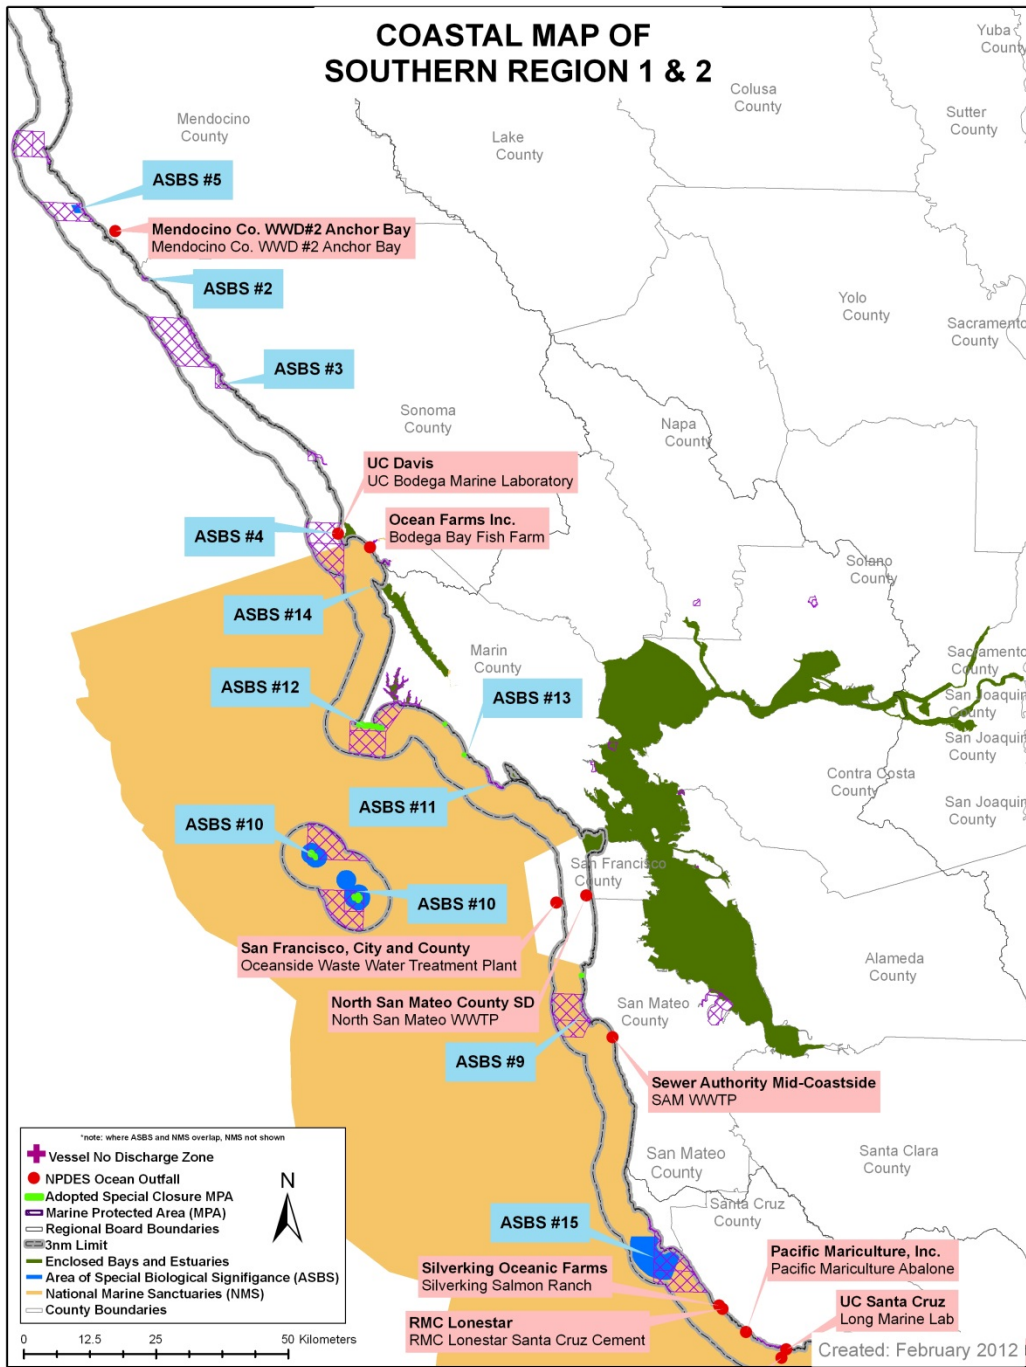 COASTAL MAP OF
SOUTHERN REGION 1 & 2
Yuba
County
Colusa
County
Sutter
County
Mendocino
County
Lake
County
ASBS #5
Mendocino Co. WWD#2 Anchor Bay
Mendocino Co. WWD #2 Anchor Bay
ASBS #2
Yolo
County
Sacramento
County
ASBS #3
Sonoma
County
Napa
County
UC Davis
UC Bodega Marine Laboratory
Ocean Farms Inc.
Bodega Bay Fish Farm
ASBS #4
Solano
County
ASBS #14
Marin
County
Sacramento
County
ASBS #12
ASBS #13
San Joaquin
County
San Joaquin
County
Contra Costa
County
ASBS #11
San Joaquin
County
ASBS #10
San Francisco
County
ASBS #10
San Francisco, City and County
Oceanside Waste Water Treatment Plant
Alameda
County
North San Mateo County SD
North San Mateo WWTP
San Mateo
County
ASBS #9
Sewer Authority Mid-Coastside
SAM WWTP
San Mateo
County
Santa Clara
County
Santa Cruz
County
ASBS #15
Pacific Mariculture, Inc.
Pacific Mariculture Abalone
Silverking Oceanic Farms
Silverking Salmon Ranch
UC Santa Cruz
Long Marine Lab
RMC Lonestar
RMC Lonestar Santa Cruz Cement
*note: where ASBS and NMS overlap, NMS not shown
Vessel No Discharge Zone
NPDES Ocean Outfall
Adopted Special Closure MPA
Marine Protected Area (MPA)
Regional Board Boundaries
3nm Limit
Enclosed Bays and Estuaries
Area of Special Biological Signifigance (ASBS)
National Marine Sanctuaries (NMS)
County Boundaries
N
0 12.5 25 50 Kilometers
Created: February 2012